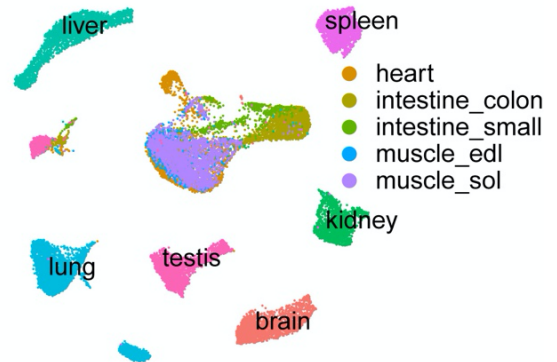 liver
spleen
heart
intestine_colon
intestine_small
muscle_edl
muscle_sol
kidney
lung
testis
brain